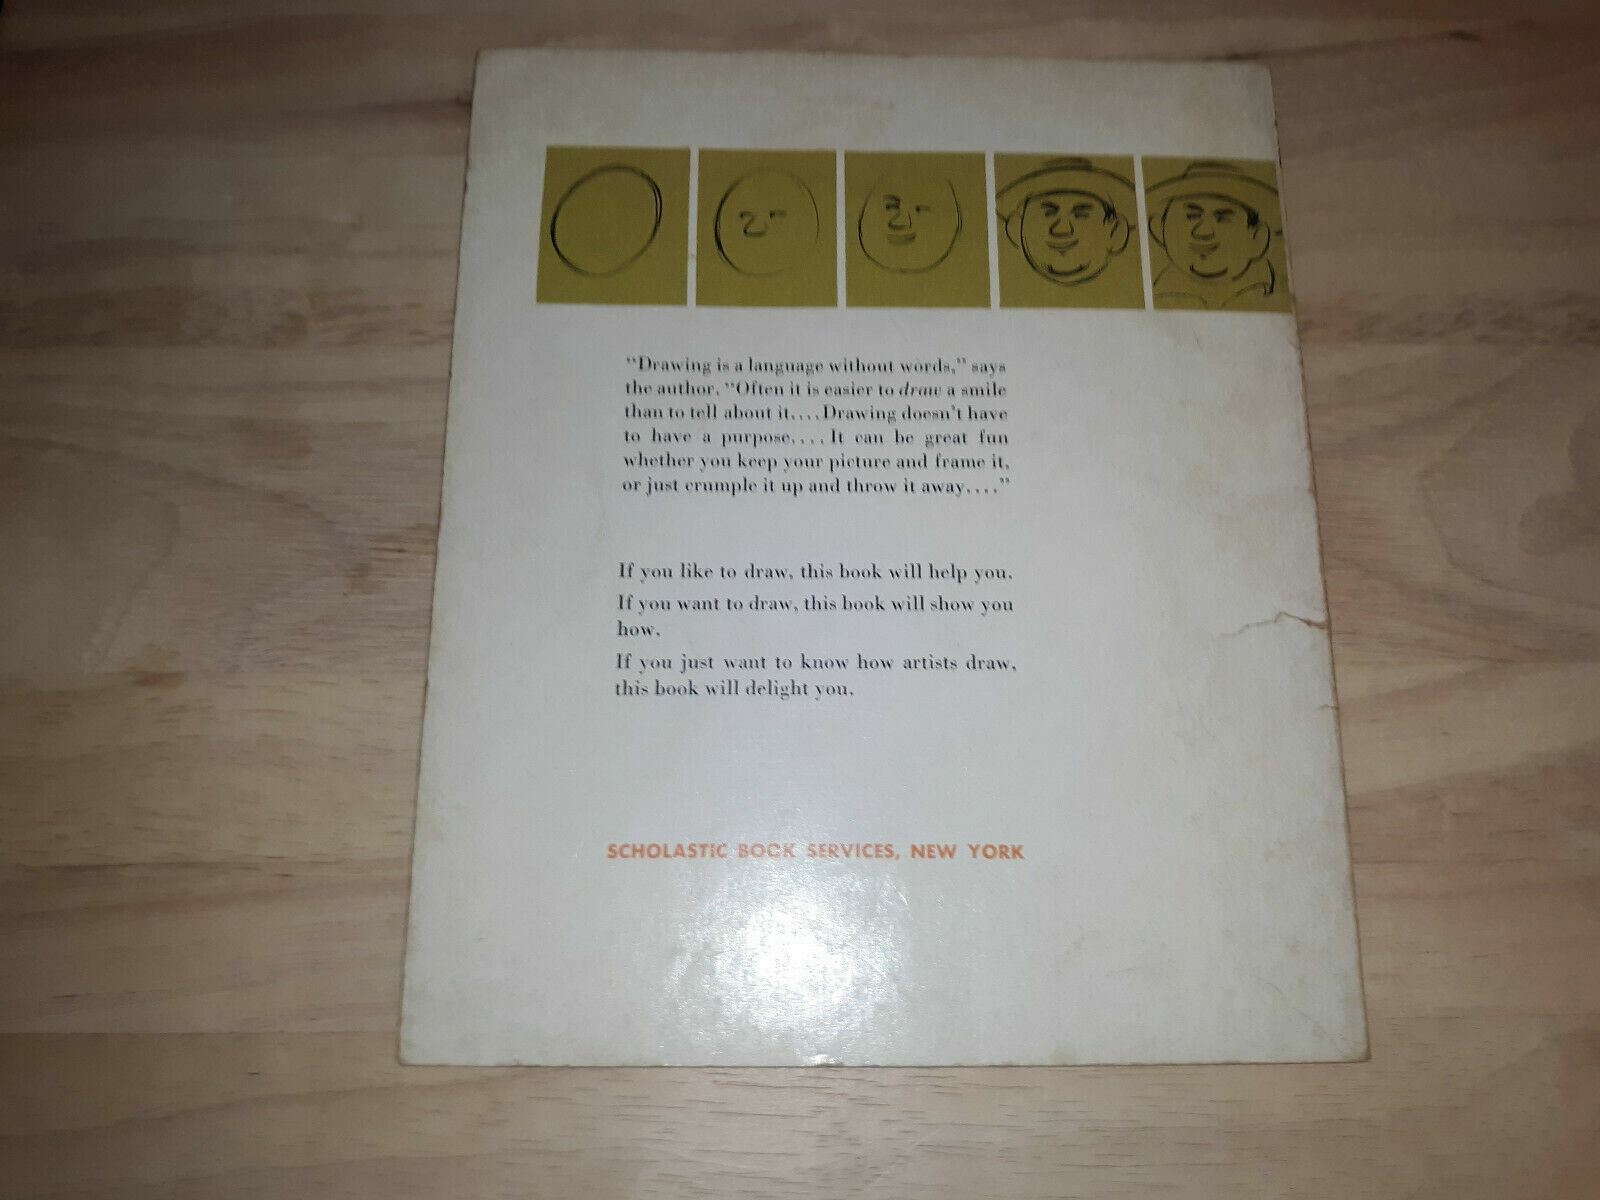 "Drawing is a language without words," says
the author. "Often it is easier to draw a smile
than to tell about it....Drawing doesn't have
to have a purpose.... It can be great fun
whether you keep your picture and frame it,
or just crumple it up and throw it away...."
If you like to draw, this book will help you.
If you want to draw, this book will show you
how.
If you just want to know how artists draw,
this book will delight you.
SCHOLASTIC BOOK SERVICES, NEW YORK